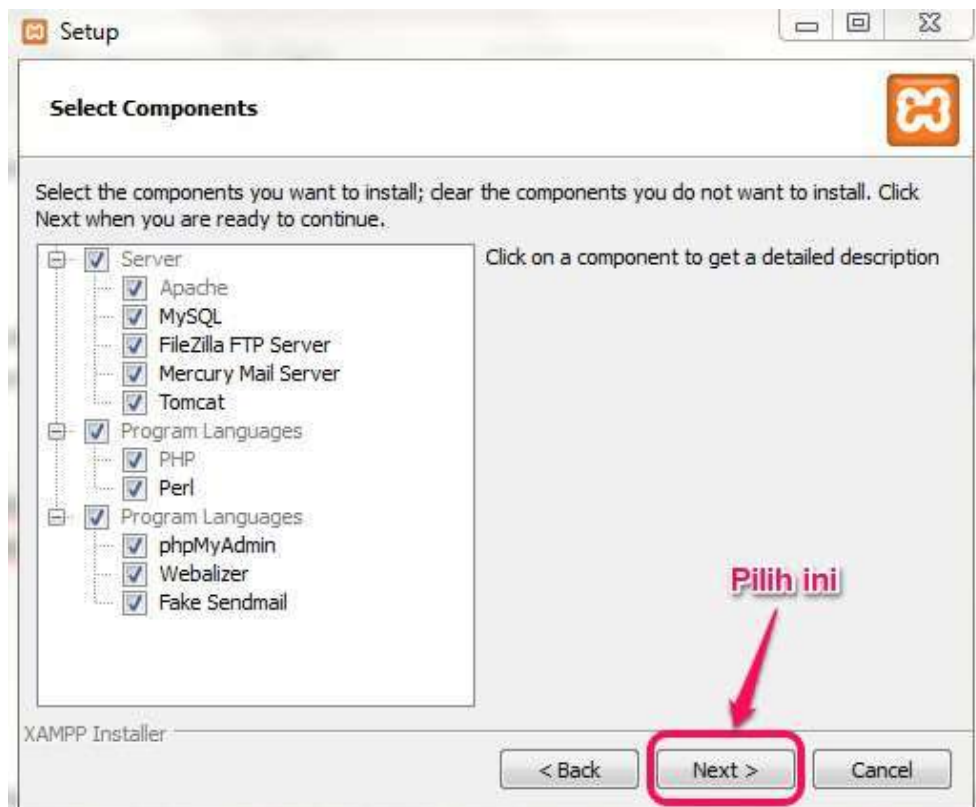 Setup
Select Components
Select the components you want to install; clear the components you do not want to install. Click
Next when you are ready to continue.
Server
Apache
MySQL
FileZilla FTP Server
Mercury Mail Server
Tomcat
Program Languages
PHP
Perl
Program Languages
phpMyAdmin
Webalizer
Fake Sendmail
Click on a component to get a detailed description
Pilih ini
XAMPP Installer
< Back
Next >
Cancel